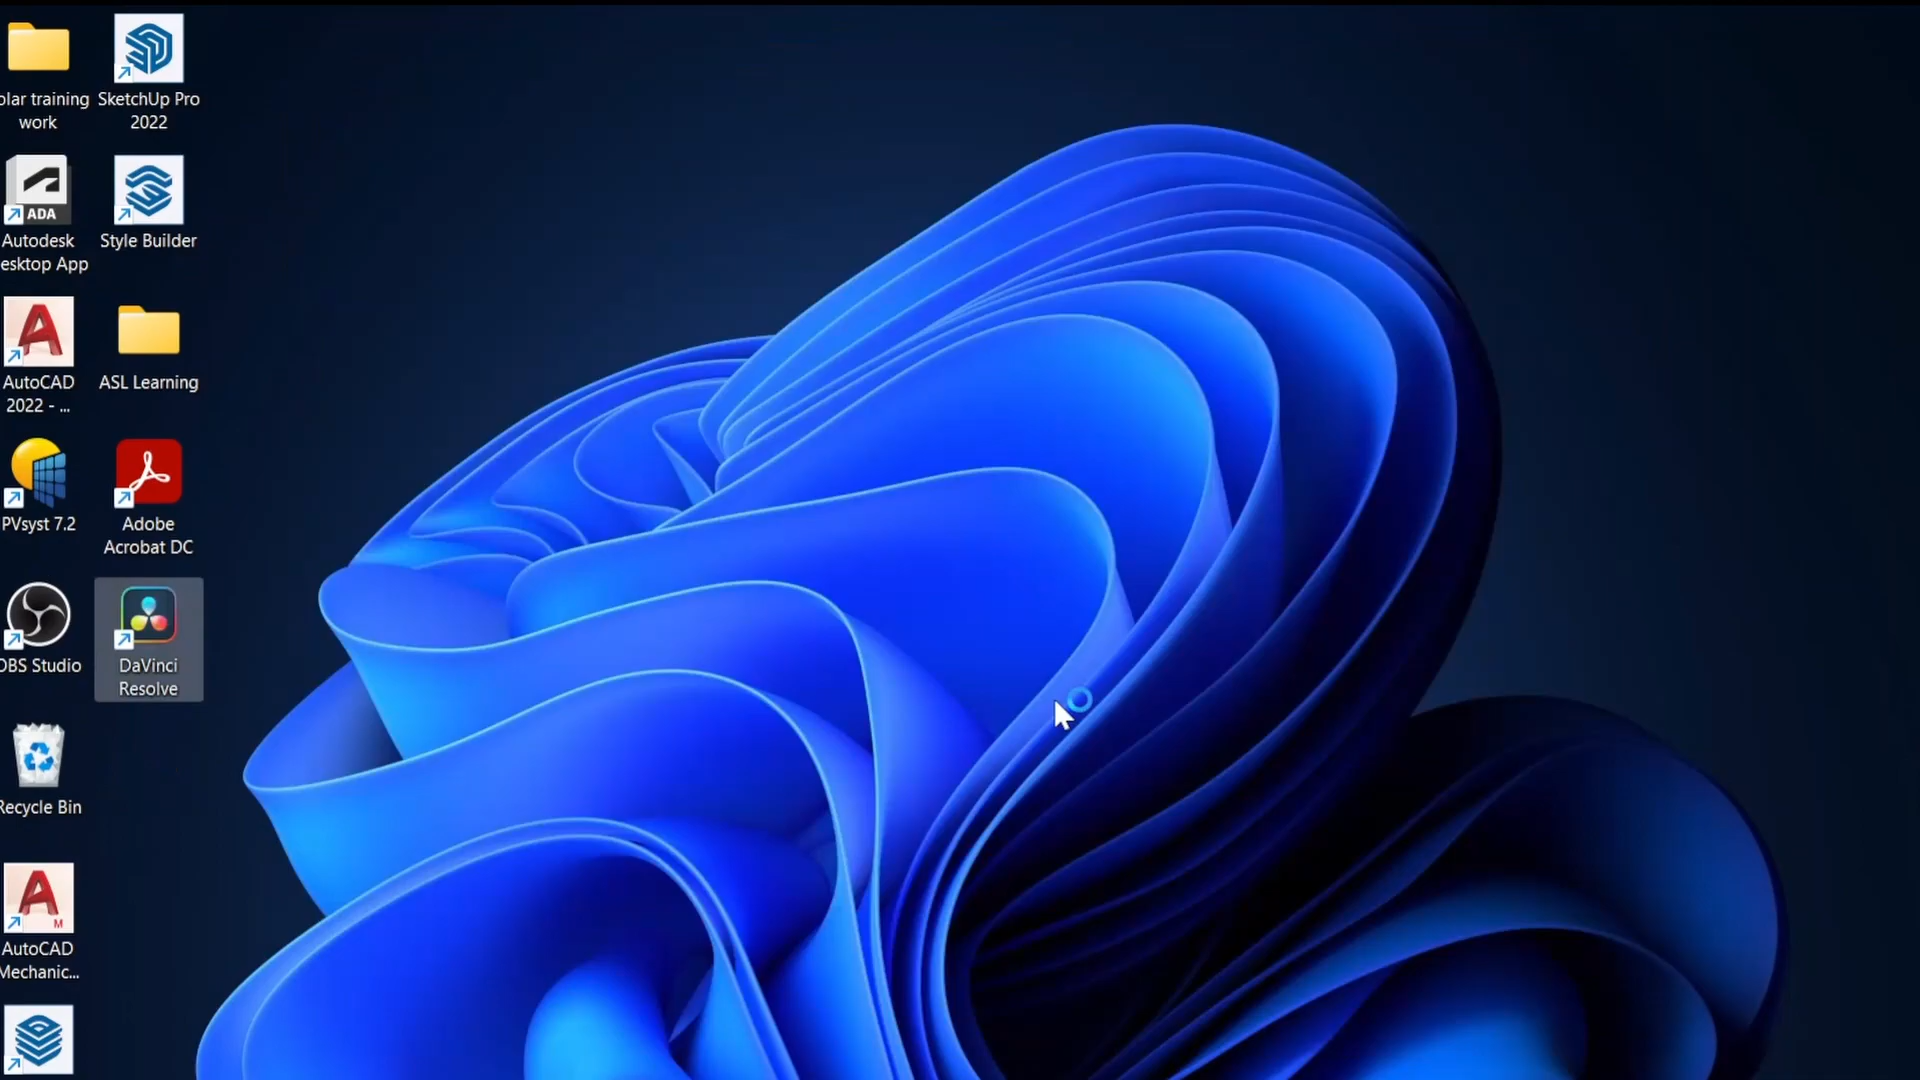 olar training
work
SketchUp Pro
2022
ADA
Autodesk
esktop App
Style Builder
AutoCAD
2022 - ...
ASL Learning
PVsyst 7.2
Adobe
Acrobat DC
OBS Studio
DaVinci
Resolve
Recycle Bin
M
AutoCAD
Mechanic...